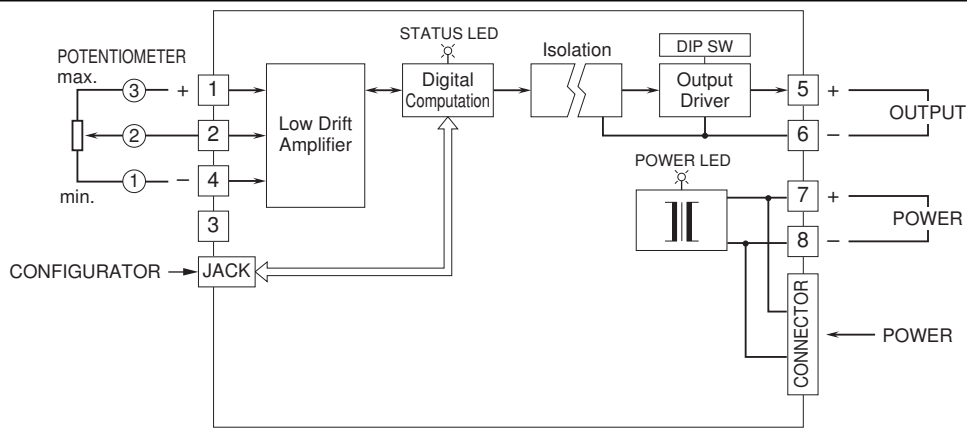 STATUS LED
Isolation
DIP SW
POTENTIOMETER
max.
3 + 1
Digital
Computation
Output
Driver
5 +
OUTPUT
2 2
Low Drift
Amplifier
6 –
1 – 4
min.
POWER LED
7 +
POWER
3
8 –
CONFIGURATOR
JACK
CONNECTOR
POWER